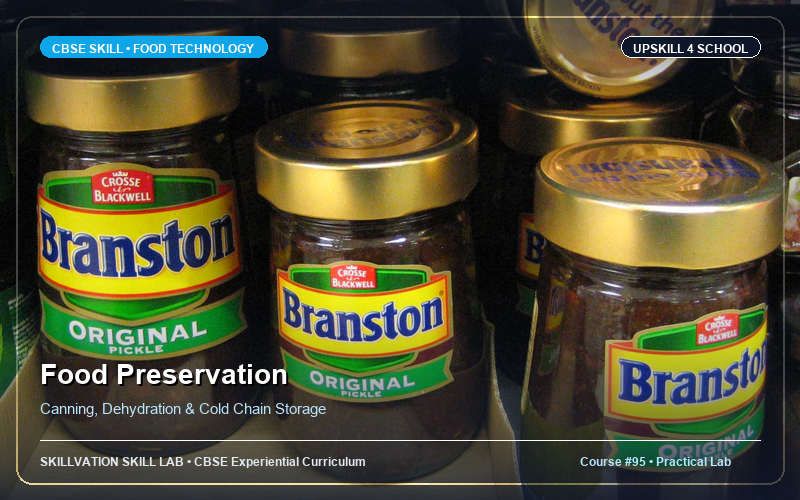 CBSE SKILL • FOOD TECHNOLOGY
UPSKILL 4 SCHOOL
CROSSE
&
BLACKWELL
Branston
ORIGINAL
PICKLE
CROSSE
&
BLACKWELL
Branston
ORIGINAL
PICKLE
CROSSE
&
BLACKWELL
Branston
ORIGINAL
Food Preservation
Canning, Dehydration & Cold Chain Storage
SKILLVATION SKILL LAB • CBSE Experiential Curriculum
Course #95 • Practical Lab